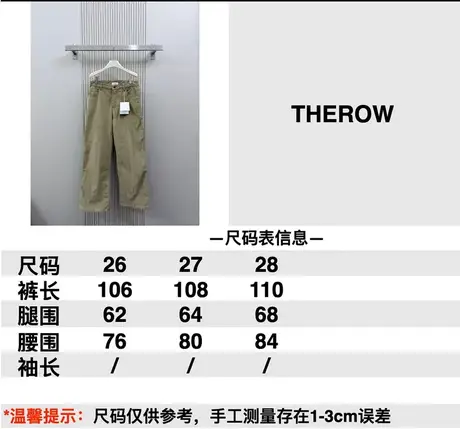 THEROW
—尺码表信息—
尺码 26 27 28
裤长 106 108 110
腿围 62 64 68
腰围 76 80 84
袖长 / / /
*温馨提示：尺码仅供参考，手工测量存在1-3cm误差